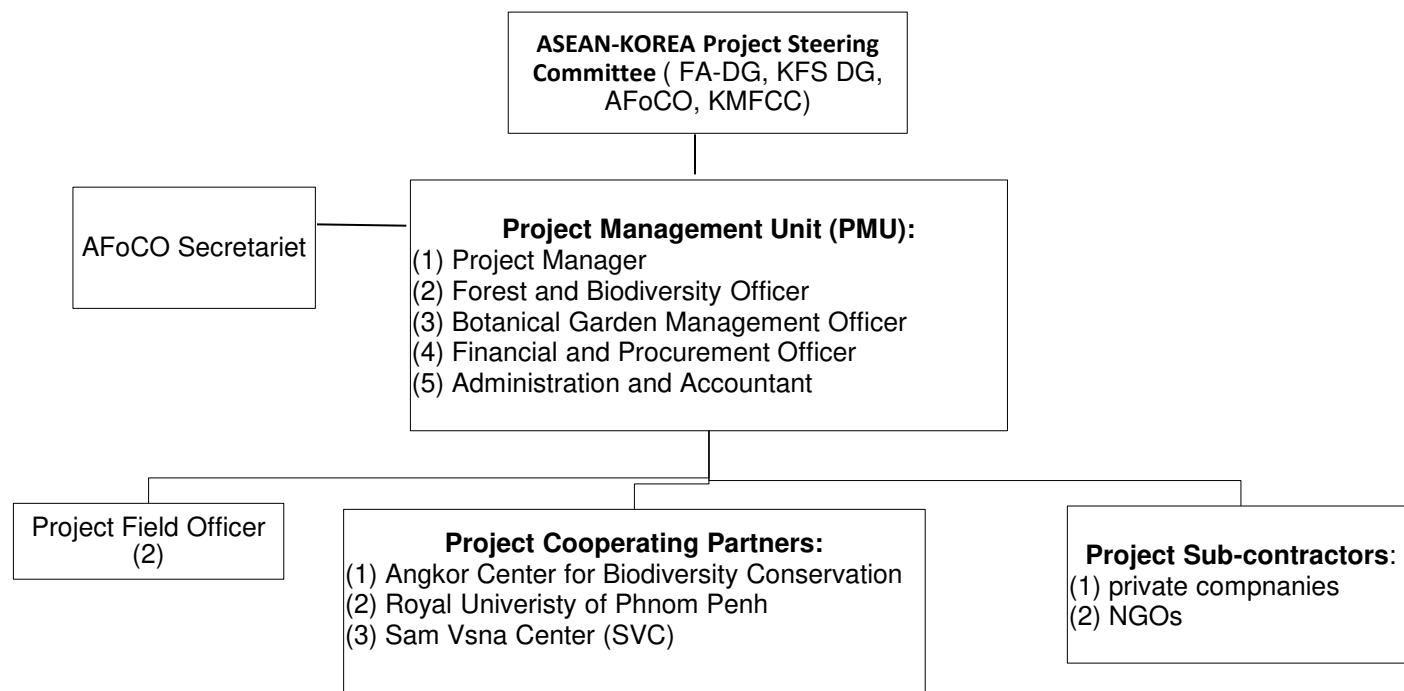 ASEAN-KOREA Project Steering
Committee ( FA-DG, KFS DG,
AFoCO, KMFCC)
AFoCO Secretariet
Project Management Unit (PMU):
(1) Project Manager
(2) Forest and Biodiversity Officer
(3) Botanical Garden Management Officer
(4) Financial and Procurement Officer
(5) Administration and Accountant
Project Field Officer
(2)
Project Cooperating Partners:
(1) Angkor Center for Biodiversity Conservation
(2) Royal Univeristy of Phnom Penh
(3) Sam Vsna Center (SVC)
Project Sub-contractors:
(1) private compnanies
(2) NGOs